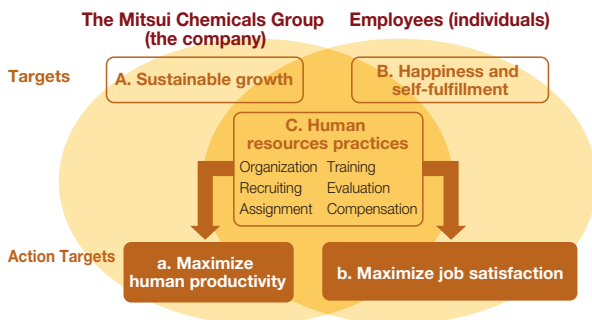 The Mitsui Chemicals Group
(the company)
Employees (individuals)
Targets
A. Sustainable growth
B. Happiness and
self-fulfillment
C. Human
resources practices
Organization Training
Recruiting Evaluation
Assignment Compensation
Action Targets
a. Maximize
human productivity
b. Maximize job satisfaction